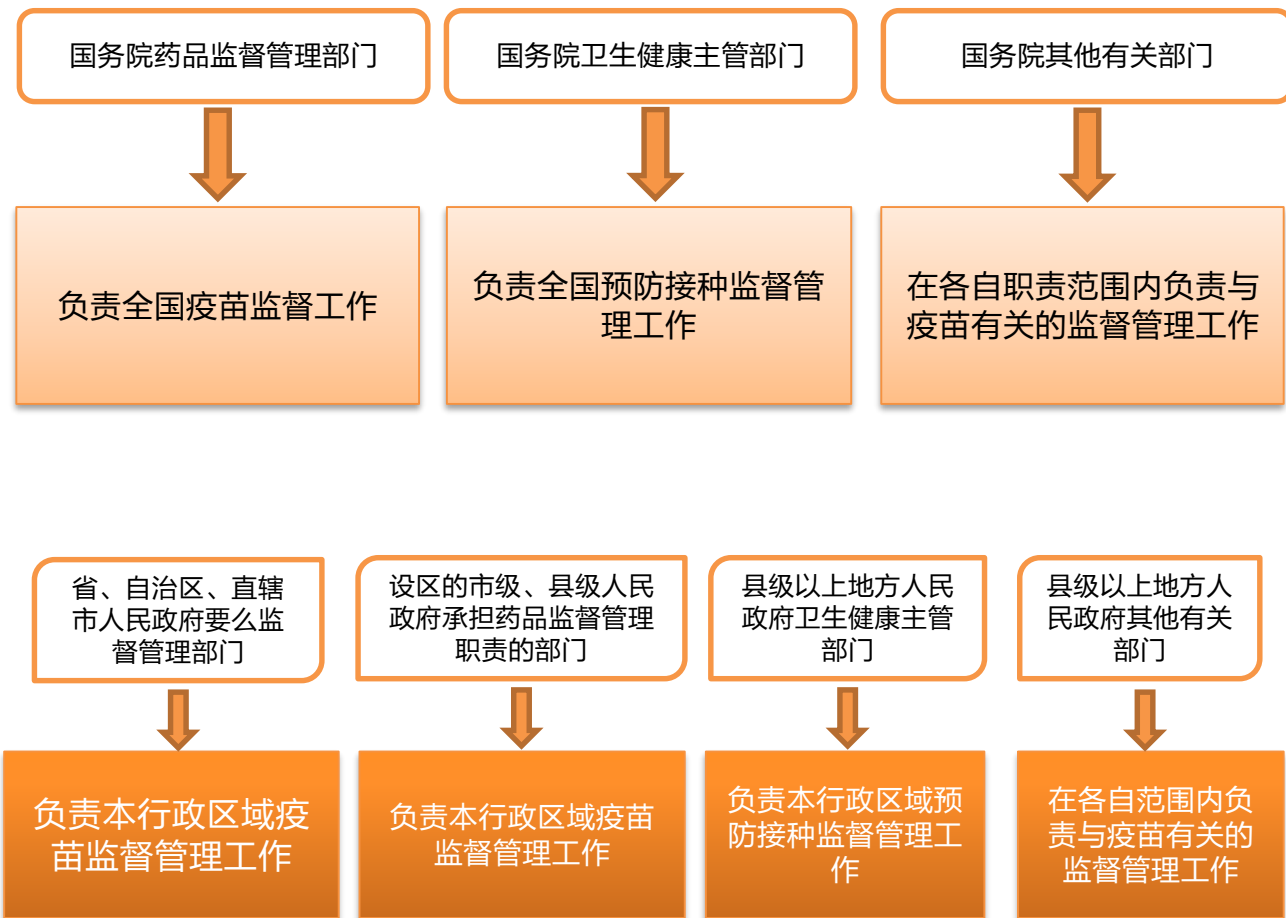 国务院药品监督管理部门
国务院卫生健康主管部门
国务院其他有关部门
负责全国疫苗监督工作
负责全国预防接种监督管
理工作
在各自职责范围内负责与
疫苗有关的监督管理工作
省、自治区、直辖
市人民政府要么监
督管理部门
设区的市级、县级人民
政府承担药品监督管理
职责的部门
县级以上地方人民
政府卫生健康主管
部门
县级以上地方人
民政府其他有关
部门
负责本行政区域疫
苗监督管理工作
负责本行政区域疫苗
监督管理工作
负责本行政区域预
防接种监督管理工
作
在各自范围内负
责与疫苗有关的
监督管理工作